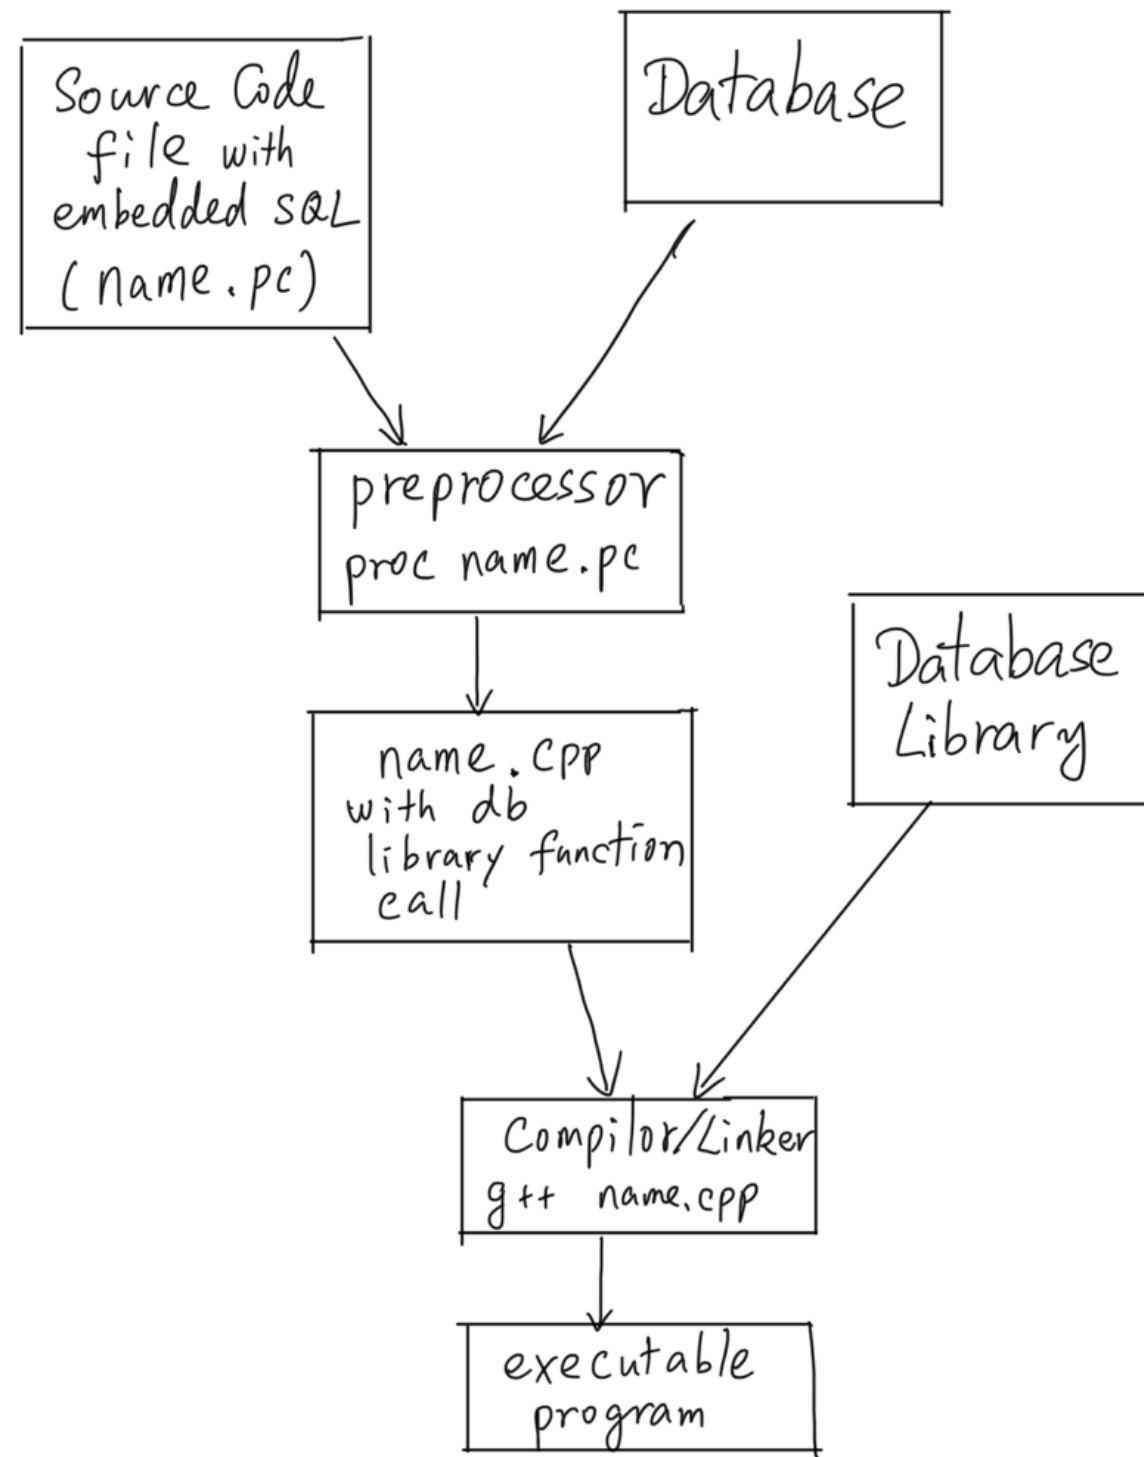 Source Code
file with
embedded SQL
(name.pc)
Database
preprocessor
proc name.pc
Database
Library
name.cpp
with db
library function
call
Compilor/Linker
g++ name.cpp
executable
program